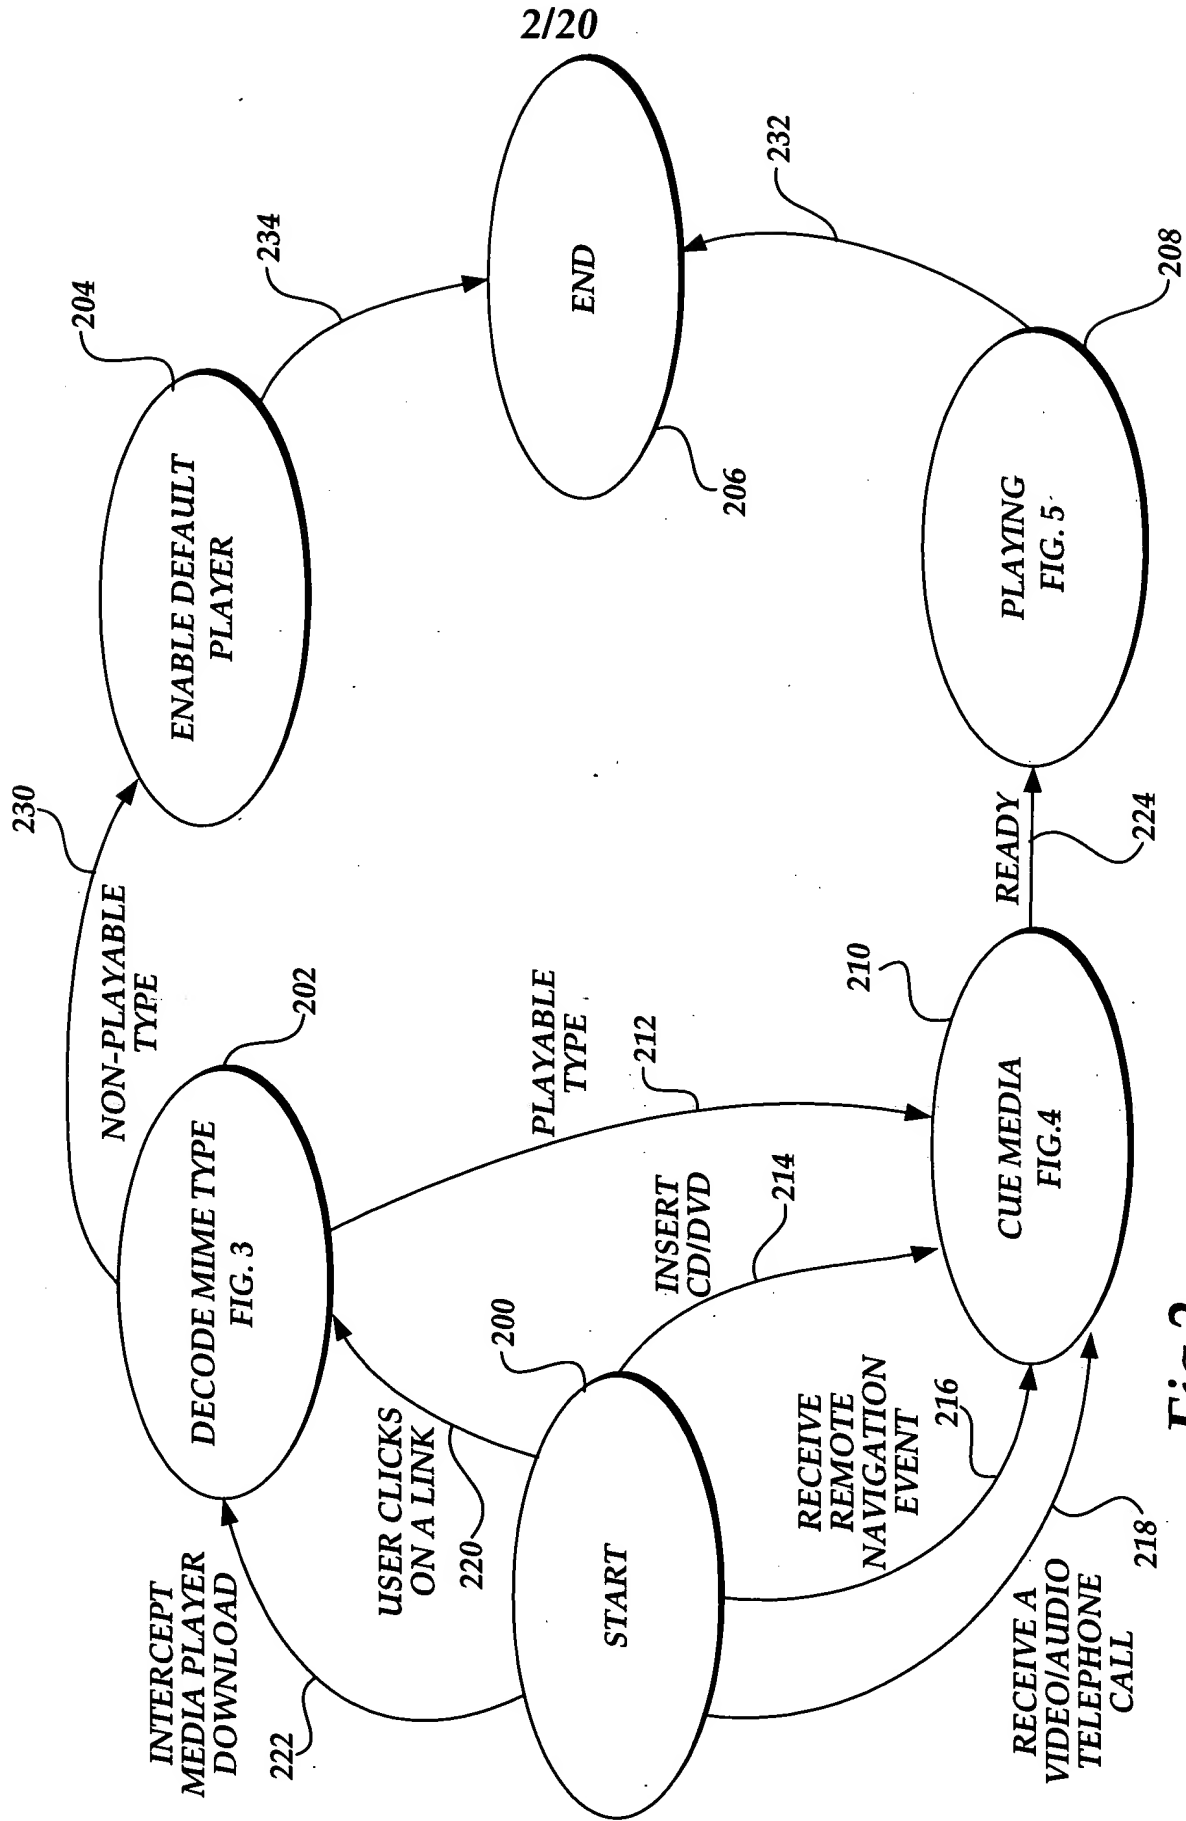 2/20
INTERCEPT
MEDIA PLAYER
DOWNLOAD
222
USER CLICKS
ON A LINK
220
START
200
RECEIVE
REMOTE
NAVIGATION
EVENT
216
RECEIVE A
VIDEO/AUDIO
TELEPHONE
CALL
218
DECODE MIME TYPE
FIG. 3
202
NON-PLAYABLE
TYPE
230
PLAYABLE
TYPE
212
INSERT
CD/DVD
214
CUE MEDIA
FIG.4
210
READY
224
ENABLE DEFAULT
PLAYER
204
234
END
206
PLAYING
FIG. 5
208
232
Fig.2